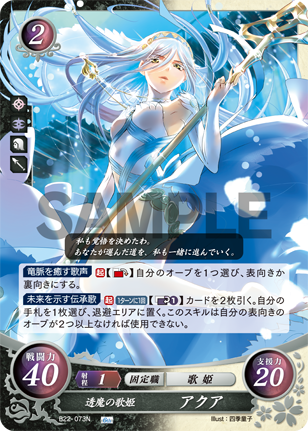 2
SAMPLE
私も覚悟を決めたわ。
あなたが選んだ道を、私も一緒に進んでいく。
竜脈を癒す歌声 起【】自分のオーブを1つ選び、表向きか
裏向きにする。
未来を示す伝承歌 起 1ターンに1回【1】カードを2枚引く。自分の
手札を1枚選び、退避エリアに置く。このスキルは自分の表向きの
オーブが2つ以上なければ使用できない。
戦闘力
40
射程
1
固定職
歌姫
支援力
20
透魔の歌姫
アクア
B22-073N
Illust:四季童子